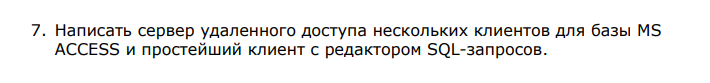 7. Написать сервер удаленного доступа нескольких клиентов для базы MS
ACCESS и простейший клиент с редактором SQL-запросов.